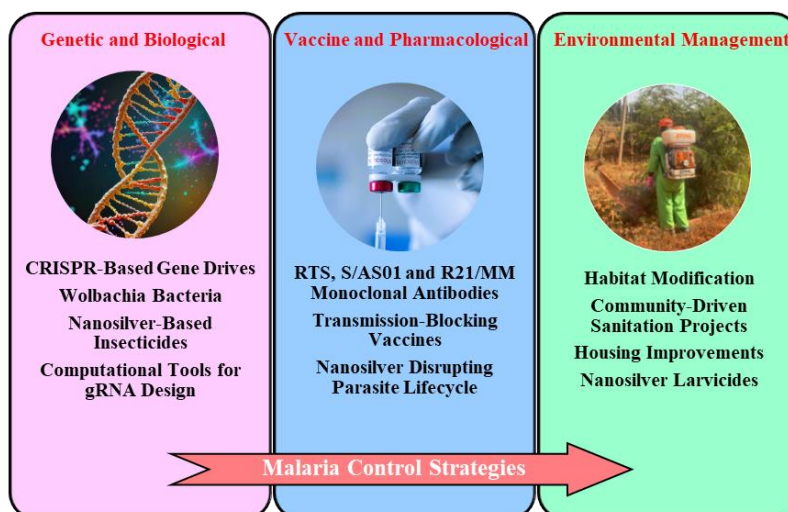 Genetic and Biological
CRISPR-Based Gene Drives
Wolbachia Bacteria
Nanosilver-Based
Insecticides
Computational Tools for
gRNA Design
Vaccine and Pharmacological
RTS, S/AS01 and R21/MM
Monoclonal Antibodies
Transmission-Blocking
Vaccines
Nanosilver Disrupting
Parasite Lifecycle
Environmental Management
Habitat Modification
Community-Driven
Sanitation Projects
Housing Improvements
Nanosilver Larvicides
Malaria Control Strategies